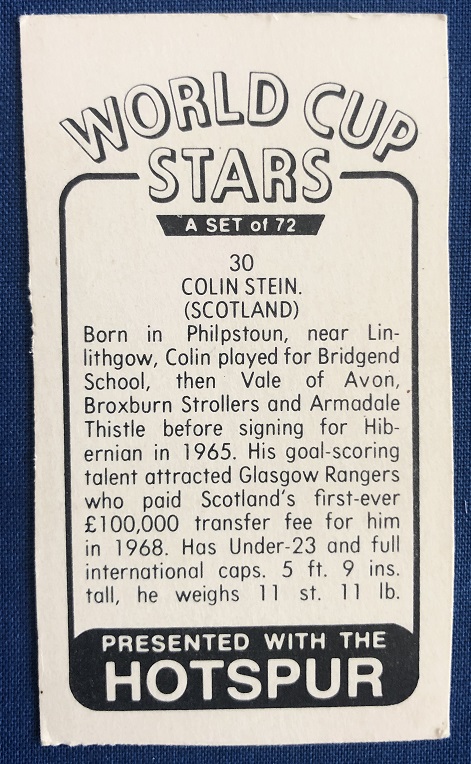 WORLD CUP
STARS
A SET of 72
30
COLIN STEIN.
(SCOTLAND)
Born in Philpstoun, near Lin-
lithgow, Colin played for Bridgend
School, then Vale of Avon,
Broxburn Strollers and Armadale
Thistle before signing for Hib-
ernian in 1965. His goal-scoring
talent attracted Glasgow Rangers
who paid Scotland's first-ever
£100,000 transfer fee for him
in 1968. Has Under-23 and full
international caps. 5 ft. 9 ins.
tall, he weighs 11 st. 11 lb.
PRESENTED WITH THE
HOTSPUR